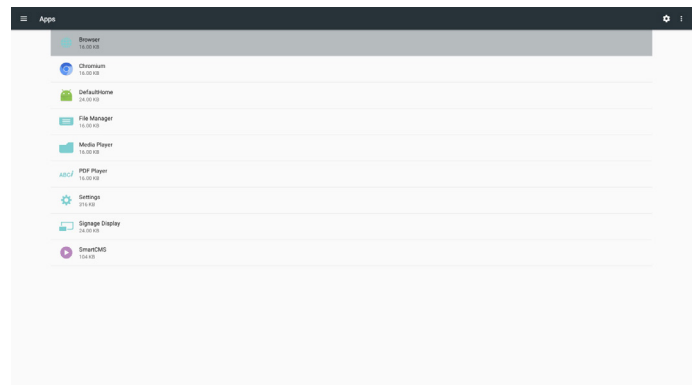 Apps
Browser
16.00 KB
Chromium
16.00 KB
DefaultHome
24.00 KB
File Manager
16.00 KB
Media Player
16.00 KB
ABC
PDF Player
16.00 KB
Settings
316 KB
Signage Display
24.00 KB
SmartCMS
104 KB